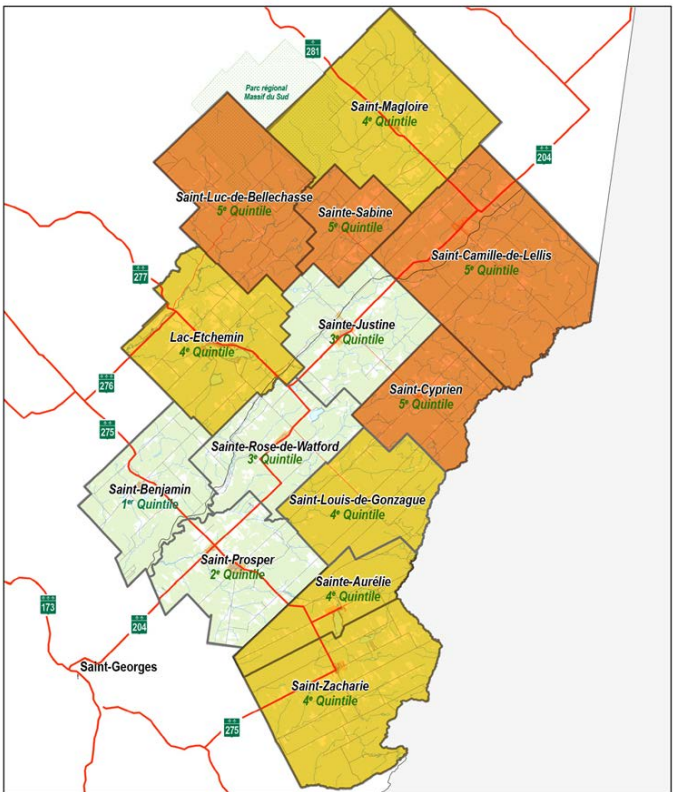 281
Parc régional
Massif du Sud
Saint-Magloire
4e Quintile
204
Saint-Luc-de-Bellechasse
5e Quintile
Sainte-Sabine
5e Quintile
Saint-Camille-de-Lellis
5e Quintile
277
Lac-Etchemin
4e Quintile
Sainte-Justine
3e Quintile
276
Saint-Cyprien
5e Quintile
275
Sainte-Rose-de-Watford
3e Quintile
Saint-Benjamin
1er Quintile
Saint-Louis-de-Gonzague
4e Quintile
Saint-Prosper
2e Quintile
Sainte-Aurélie
4e Quintile
173
204
Saint-Georges
Saint-Zacharie
4e Quintile
275